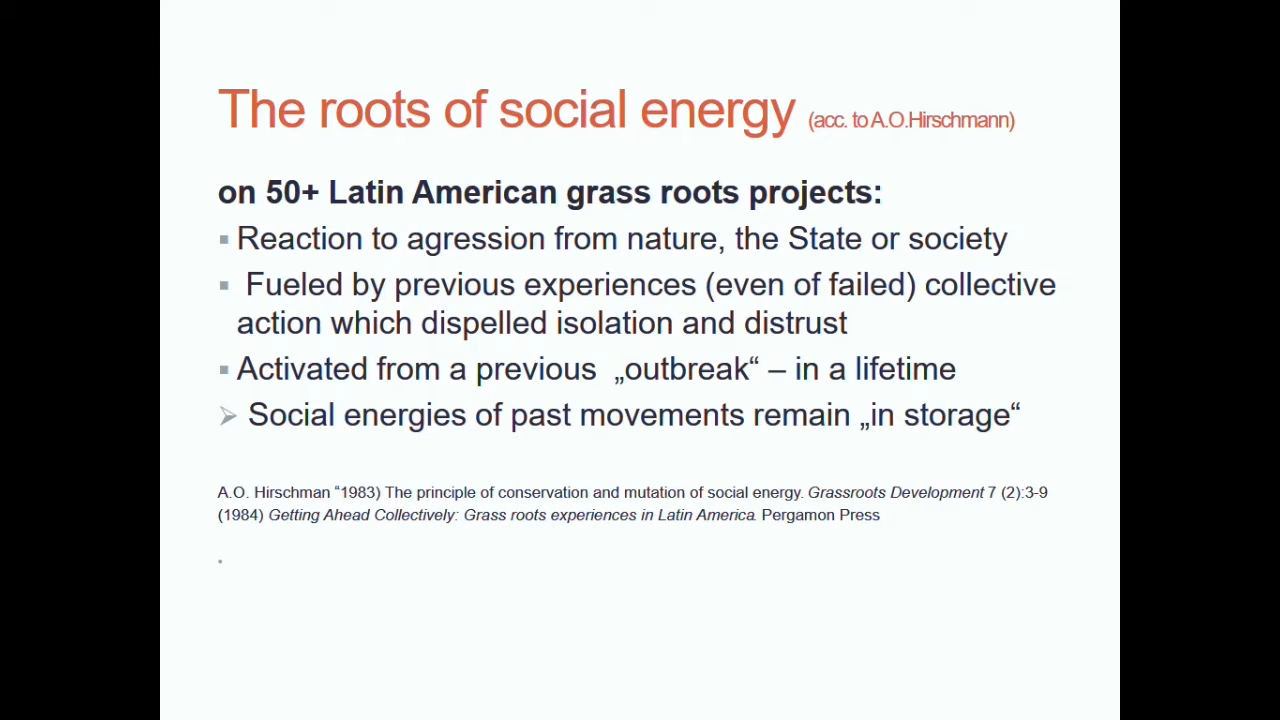 The roots of social energy (acc. to A.O.Hirschmann)
on 50+ Latin American grass roots projects:
▪ Reaction to agression from nature, the State or society
▪ Fueled by previous experiences (even of failed) collective
action which dispelled isolation and distrust
▪ Activated from a previous „outbreak“ – in a lifetime
➢ Social energies of past movements remain „in storage“
A.O. Hirschman “1983) The principle of conservation and mutation of social energy. Grassroots Development 7 (2):3-9
(1984) Getting Ahead Collectively: Grass roots experiences in Latin America. Pergamon Press